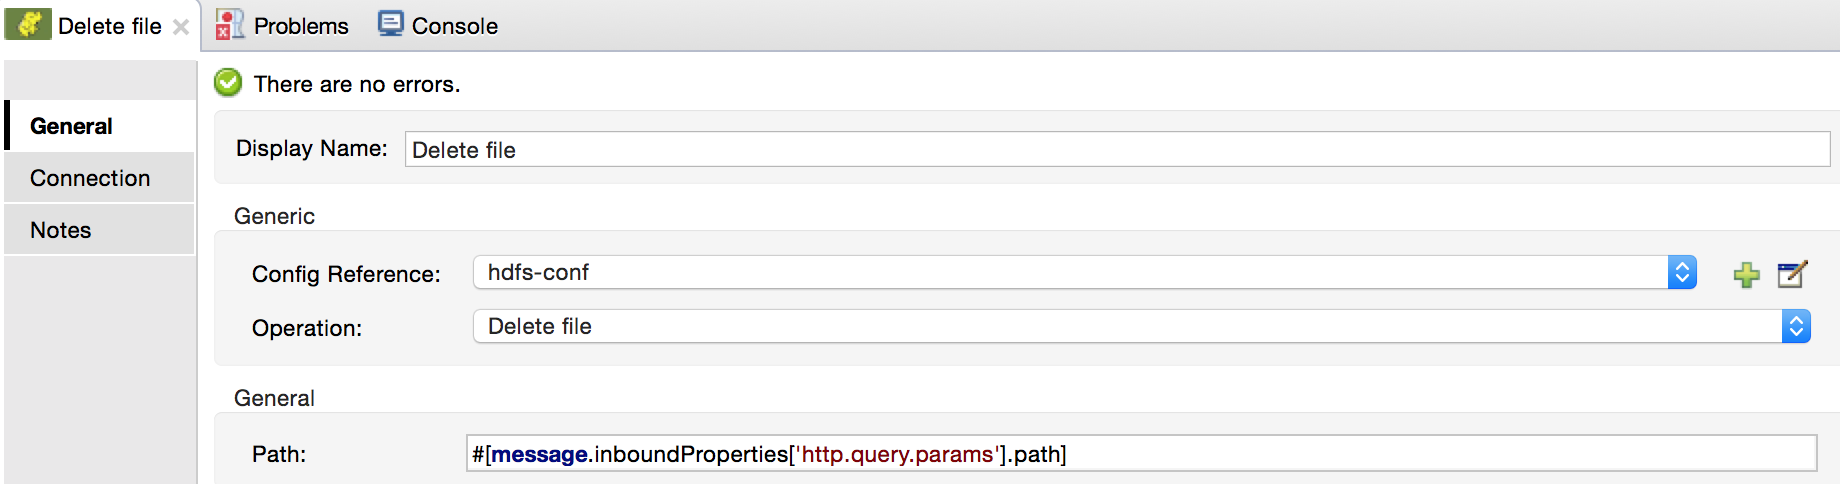 Delete file
Problems
Console
There are no errors.
General
Connection
Notes
Display Name: Delete file
Generic
Config Reference: hdfs-conf
Operation: Delete file
General
Path: #[message.inboundProperties['http.query.params'].path]